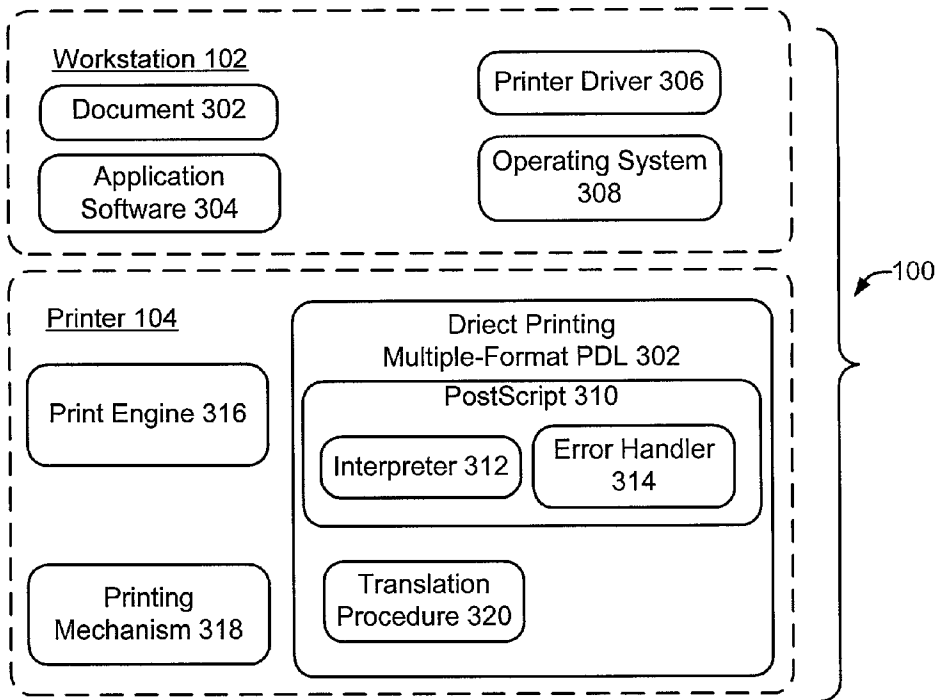 Workstation 102
Document 302
Application
Software 304
Printer Driver 306
Operating System
308
100
Printer 104
Print Engine 316
Printing
Mechanism 318
Driect Printing
Multiple-Format PDL 302
PostScript 310
Interpreter 312
Error Handler
314
Translation
Procedure 320